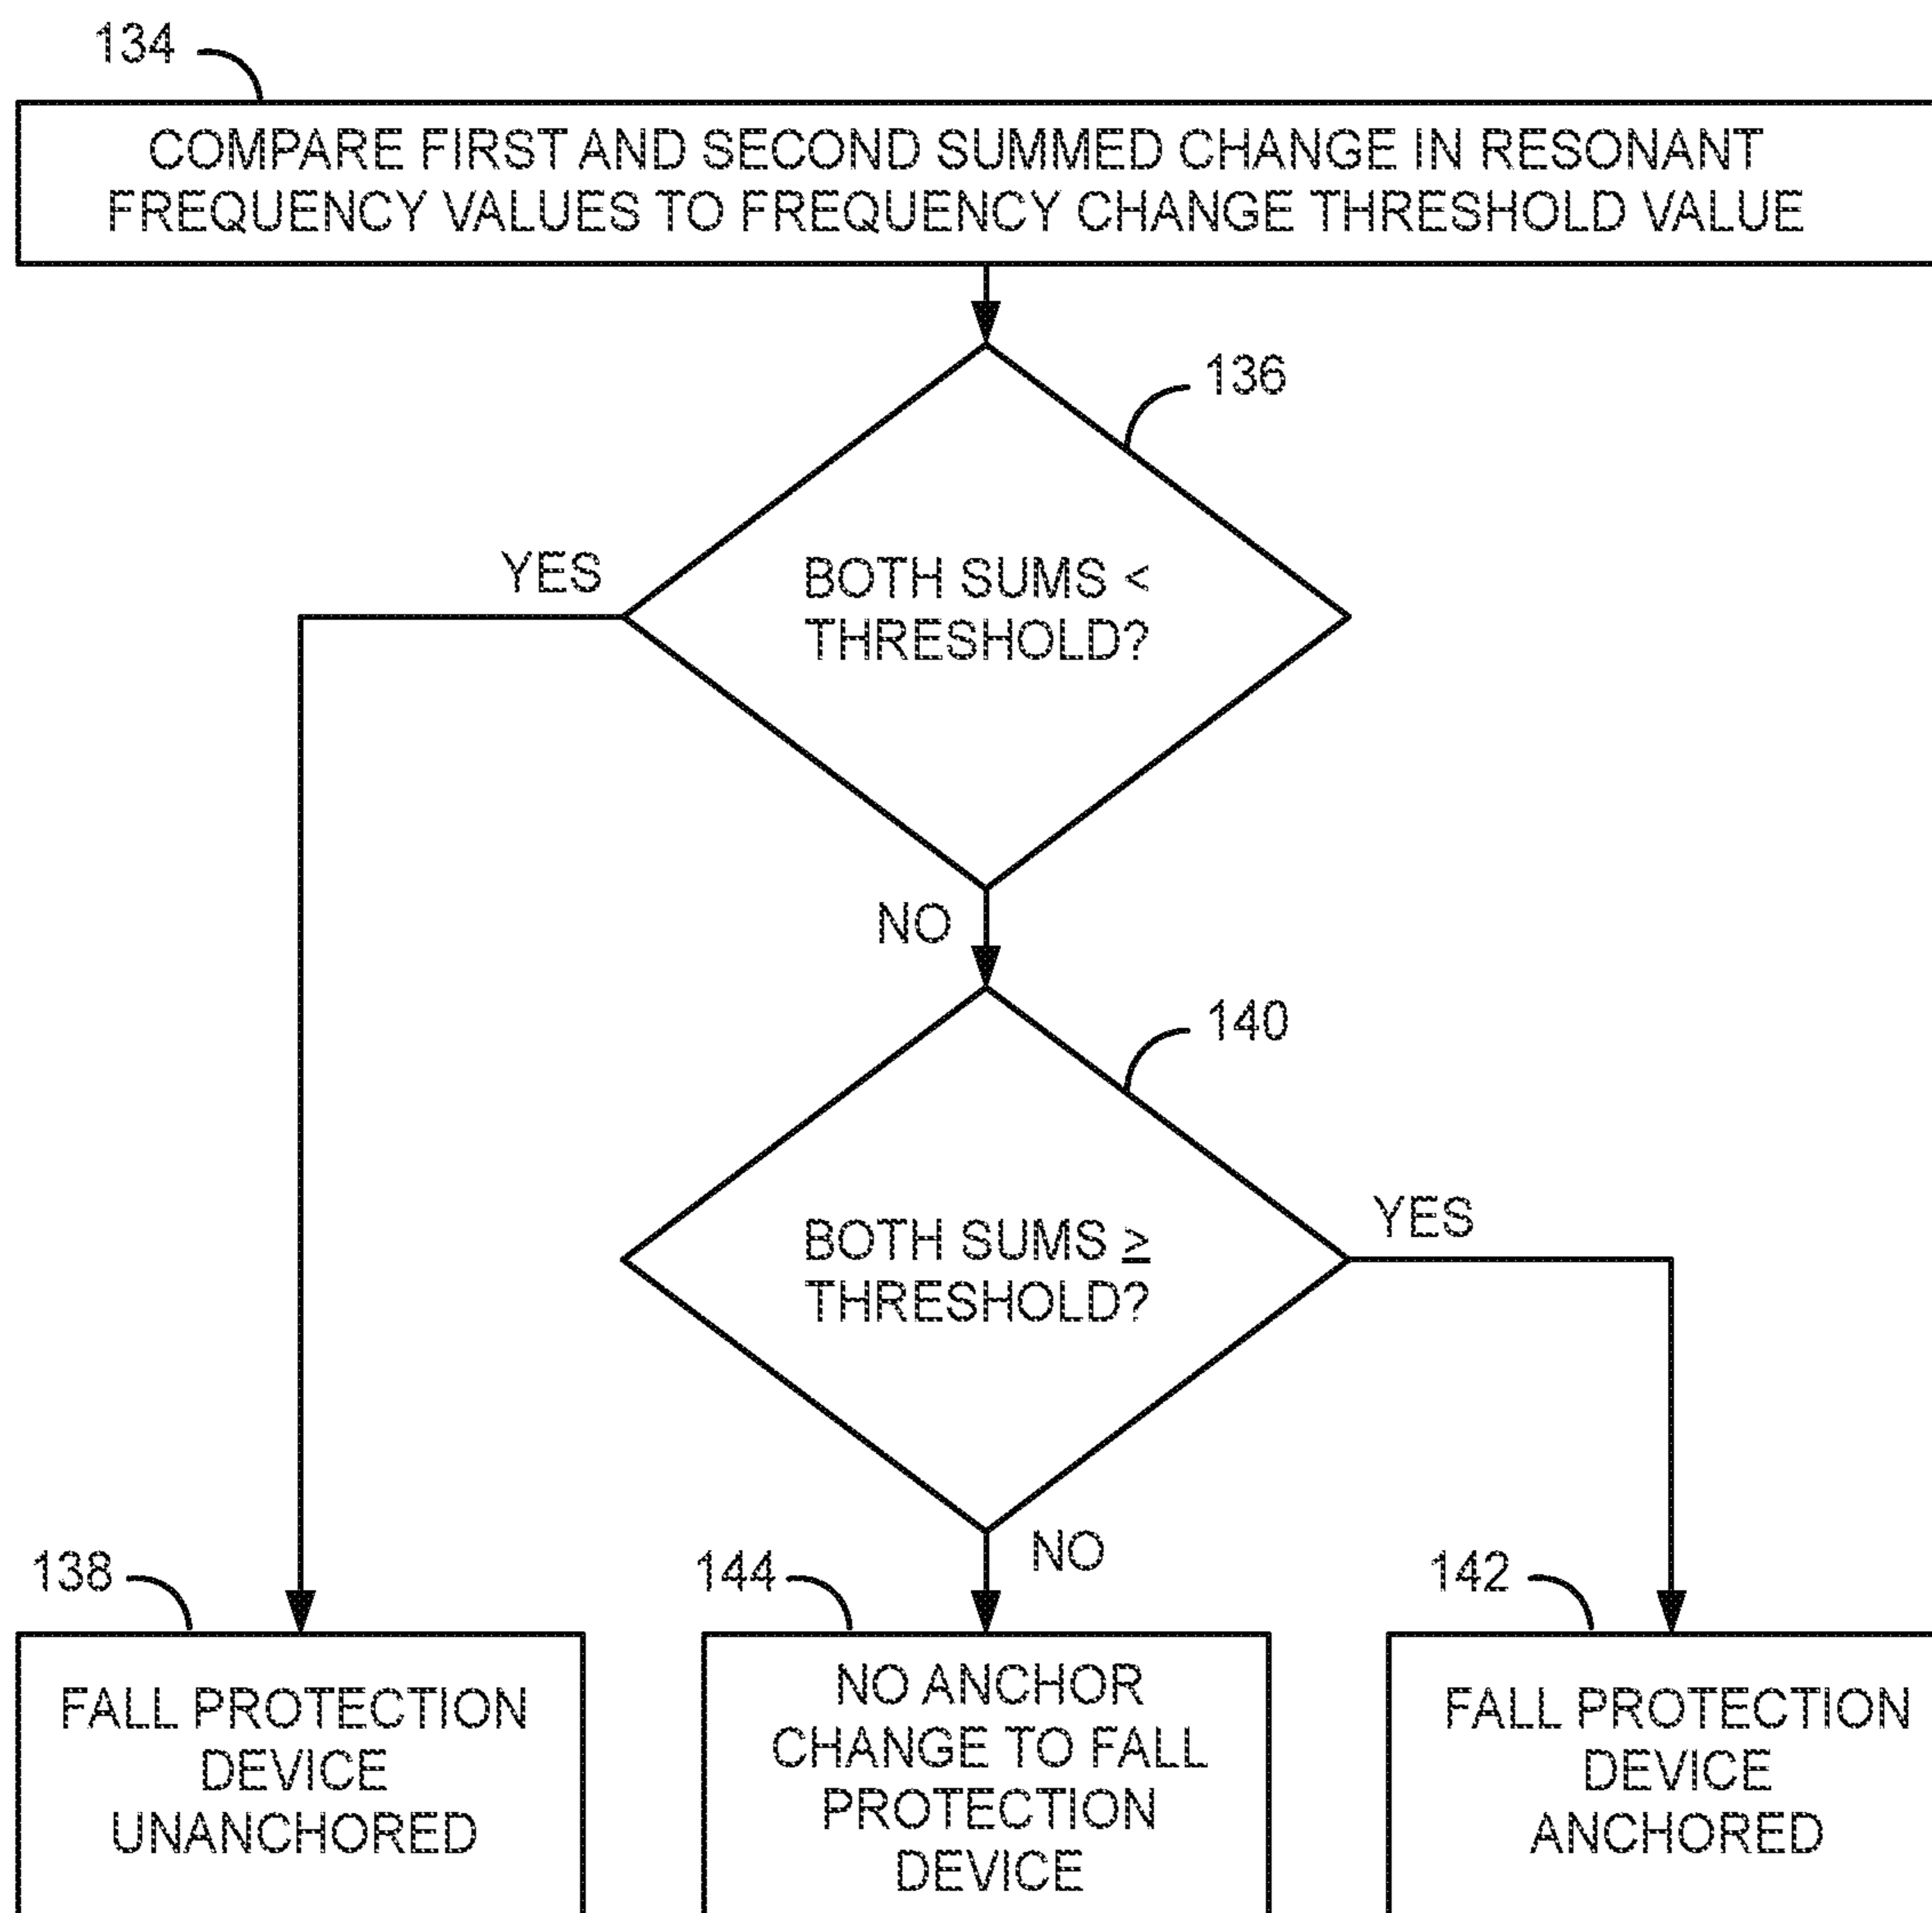 134
COMPARE FIRST AND SECOND SUMMED CHANGE IN RESONANT
FREQUENCY VALUES TO FREQUENCY CHANGE THRESHOLD VALUE
136
YES
BOTH SUMS <
THRESHOLD?
NO
140
YES
BOTH SUMS ≥
THRESHOLD?
NO
138
FALL PROTECTION
DEVICE
UNANCHORED
144
NO ANCHOR
CHANGE TO FALL
PROTECTION
DEVICE
142
FALL PROTECTION
DEVICE
ANCHORED